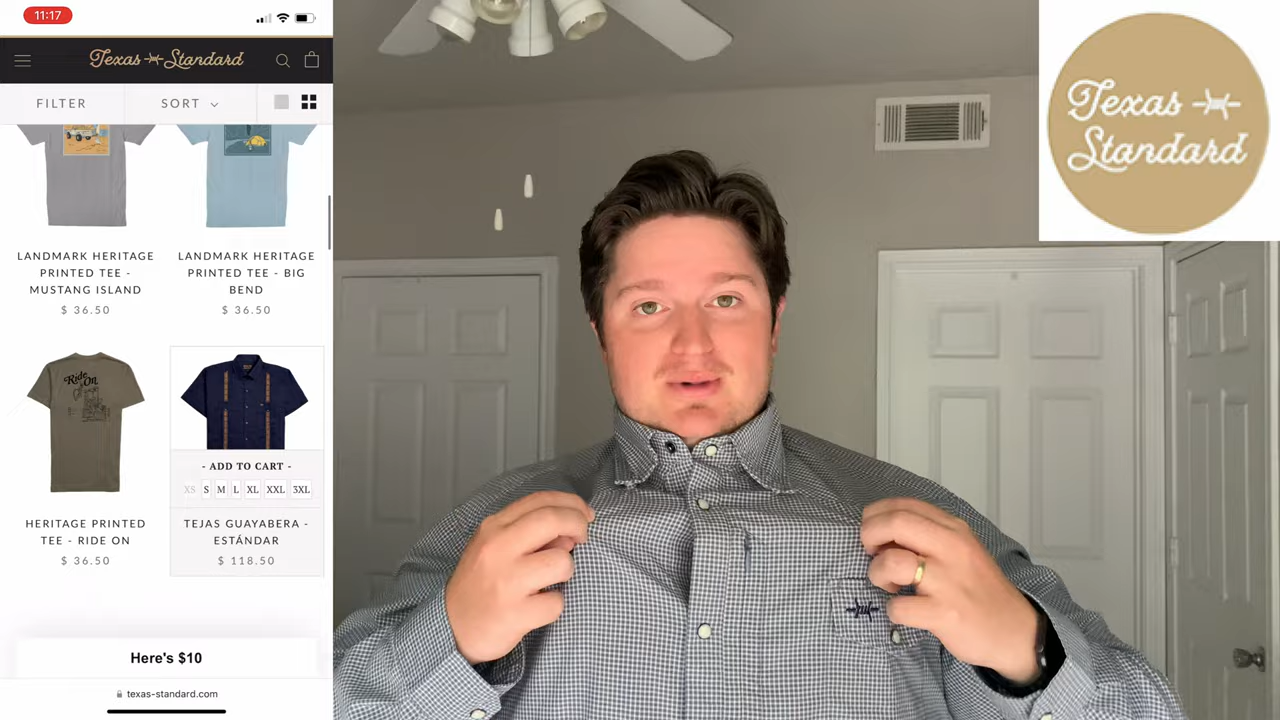 11:17
Texas Standard
FILTER
SORT
LANDMARK HERITAGE
PRINTED TEE -
MUSTANG ISLAND
$ 36.50
LANDMARK HERITAGE
PRINTED TEE - BIG
BEND
$ 36.50
Ride On
HERITAGE PRINTED
TEE - RIDE ON
$ 36.50
- ADD TO CART -
XS S M L XL XXL 3XL
TEJAS GUAYABERA -
ESTÁNDAR
$ 118.50
Here's $10
texas-standard.com
Texas
Standard